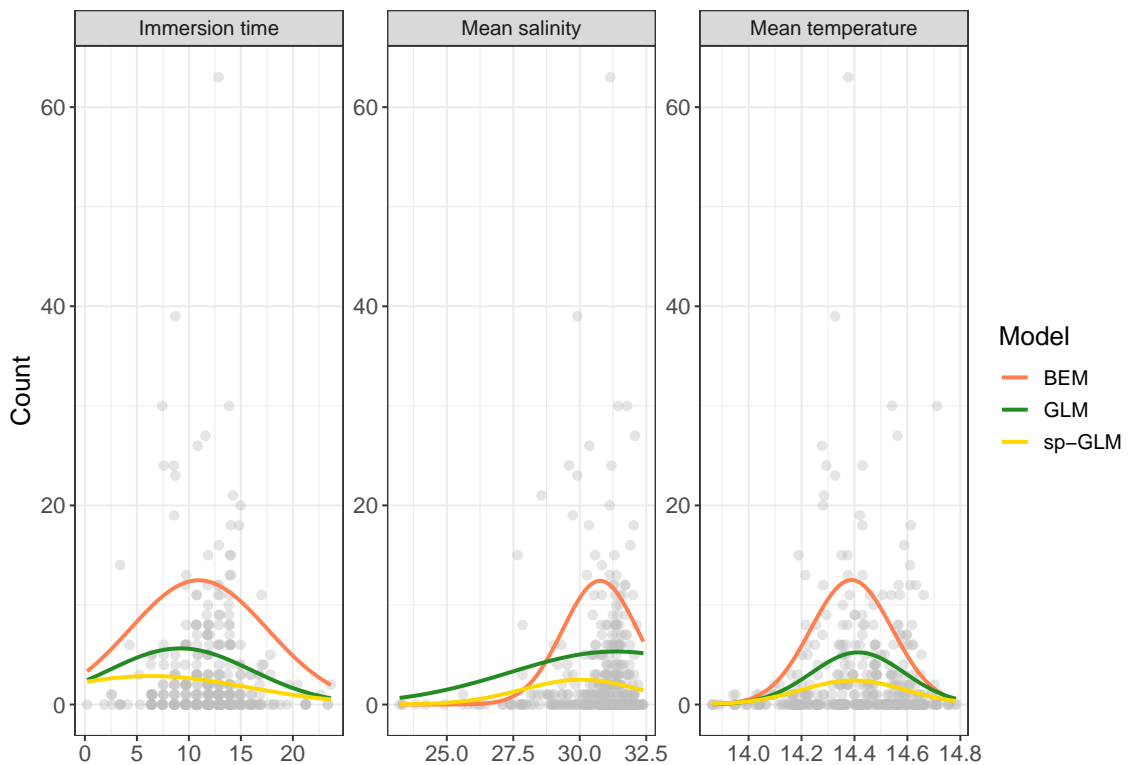 Immersion time Mean salinity Mean temperature
60 60 60
40 40 40
20 20 20
0 0 0
Count
0 5 10 15 20 25.0 27.5 30.0 32.5 14.0 14.2 14.4 14.6 14.8
Model
BEM
GLM
sp−GLM